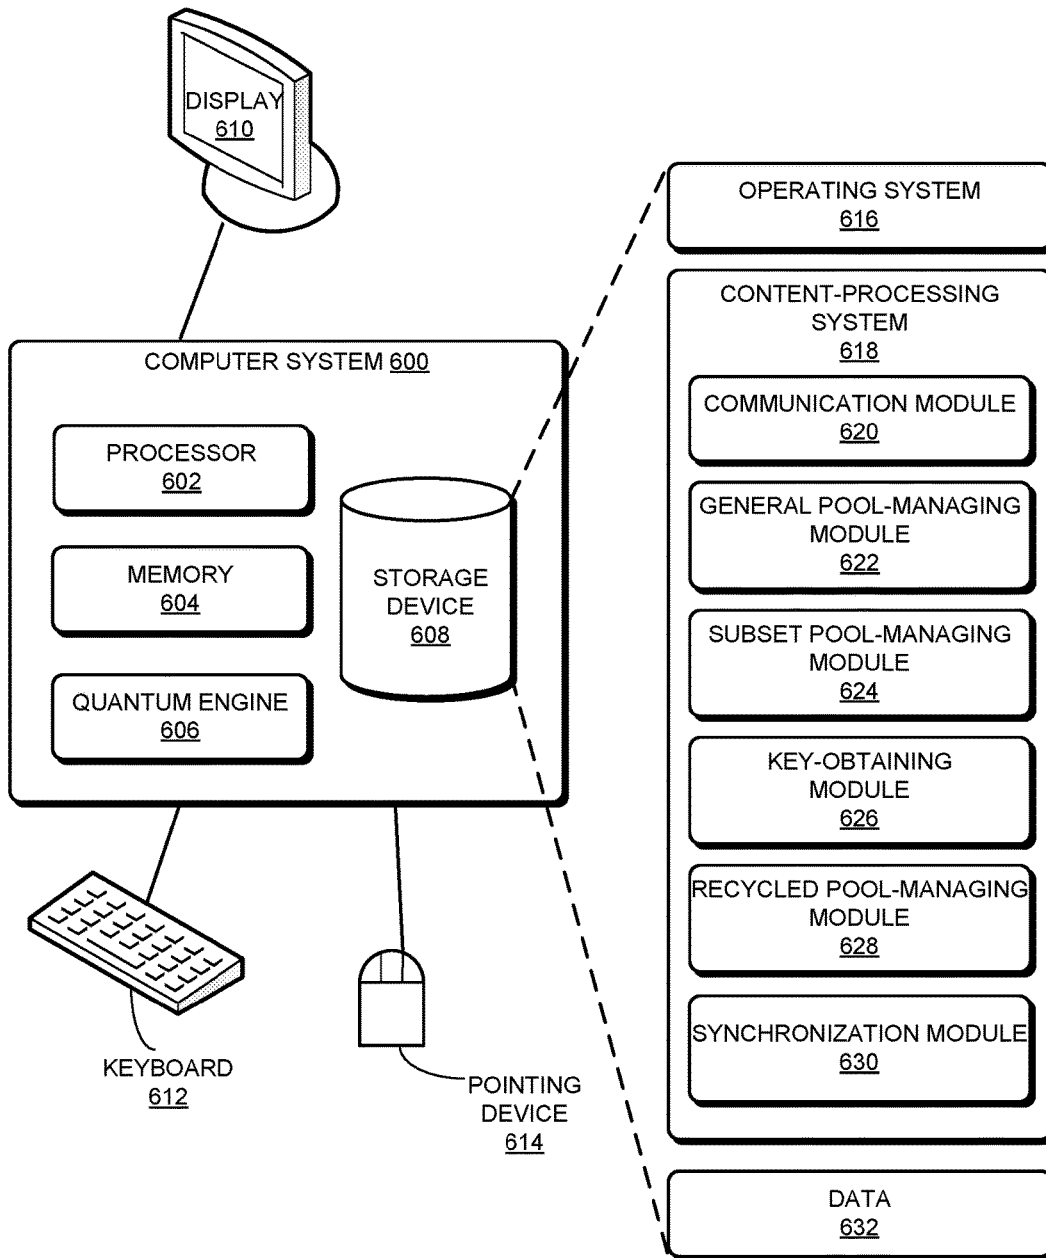 DISPLAY
610
COMPUTER SYSTEM 600
PROCESSOR
602
MEMORY
604
QUANTUM ENGINE
606
STORAGE
DEVICE
608
KEYBOARD
612
POINTING
DEVICE
614
OPERATING SYSTEM
616
CONTENT-PROCESSING
SYSTEM
618
COMMUNICATION MODULE
620
GENERAL POOL-MANAGING
MODULE
622
SUBSET POOL-MANAGING
MODULE
624
KEY-OBTAINING
MODULE
626
RECYCLED POOL-MANAGING
MODULE
628
SYNCHRONIZATION MODULE
630
DATA
632